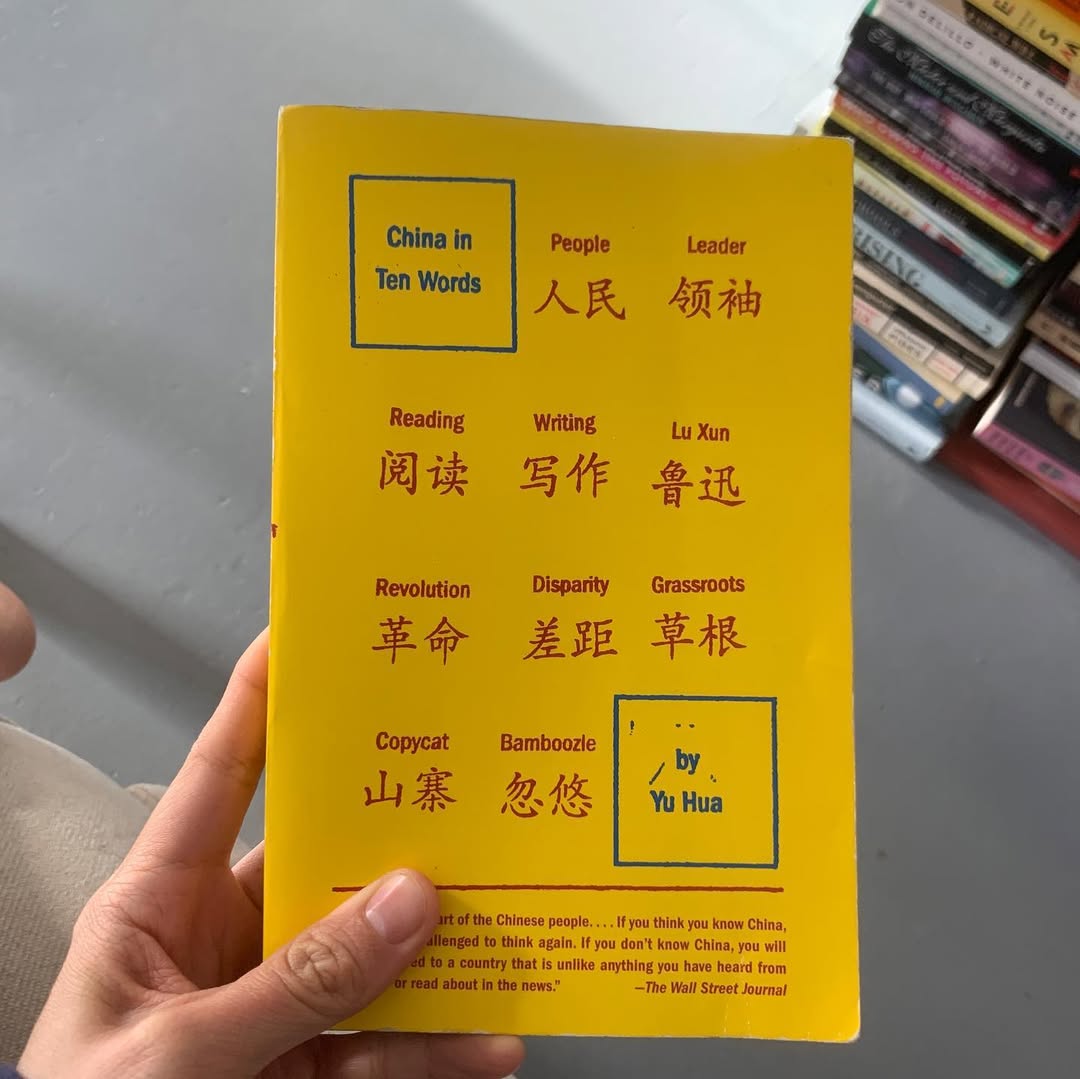 China in
Ten Words
People
Leader
人民
领袖
Reading
Writing
Lu Xun
阅读
写作
鲁迅
Revolution
Disparity
Grassroots
革命
差距
草根
Copycat
Bamboozle
山寨
忽悠
by
Yu Hua
of the Chinese people. . . . If you think you know China,
to think again. If you don't know China, you will
to a country that is unlike anything you have heard from
or read about in the news."
—The Wall Street Journal
RISING